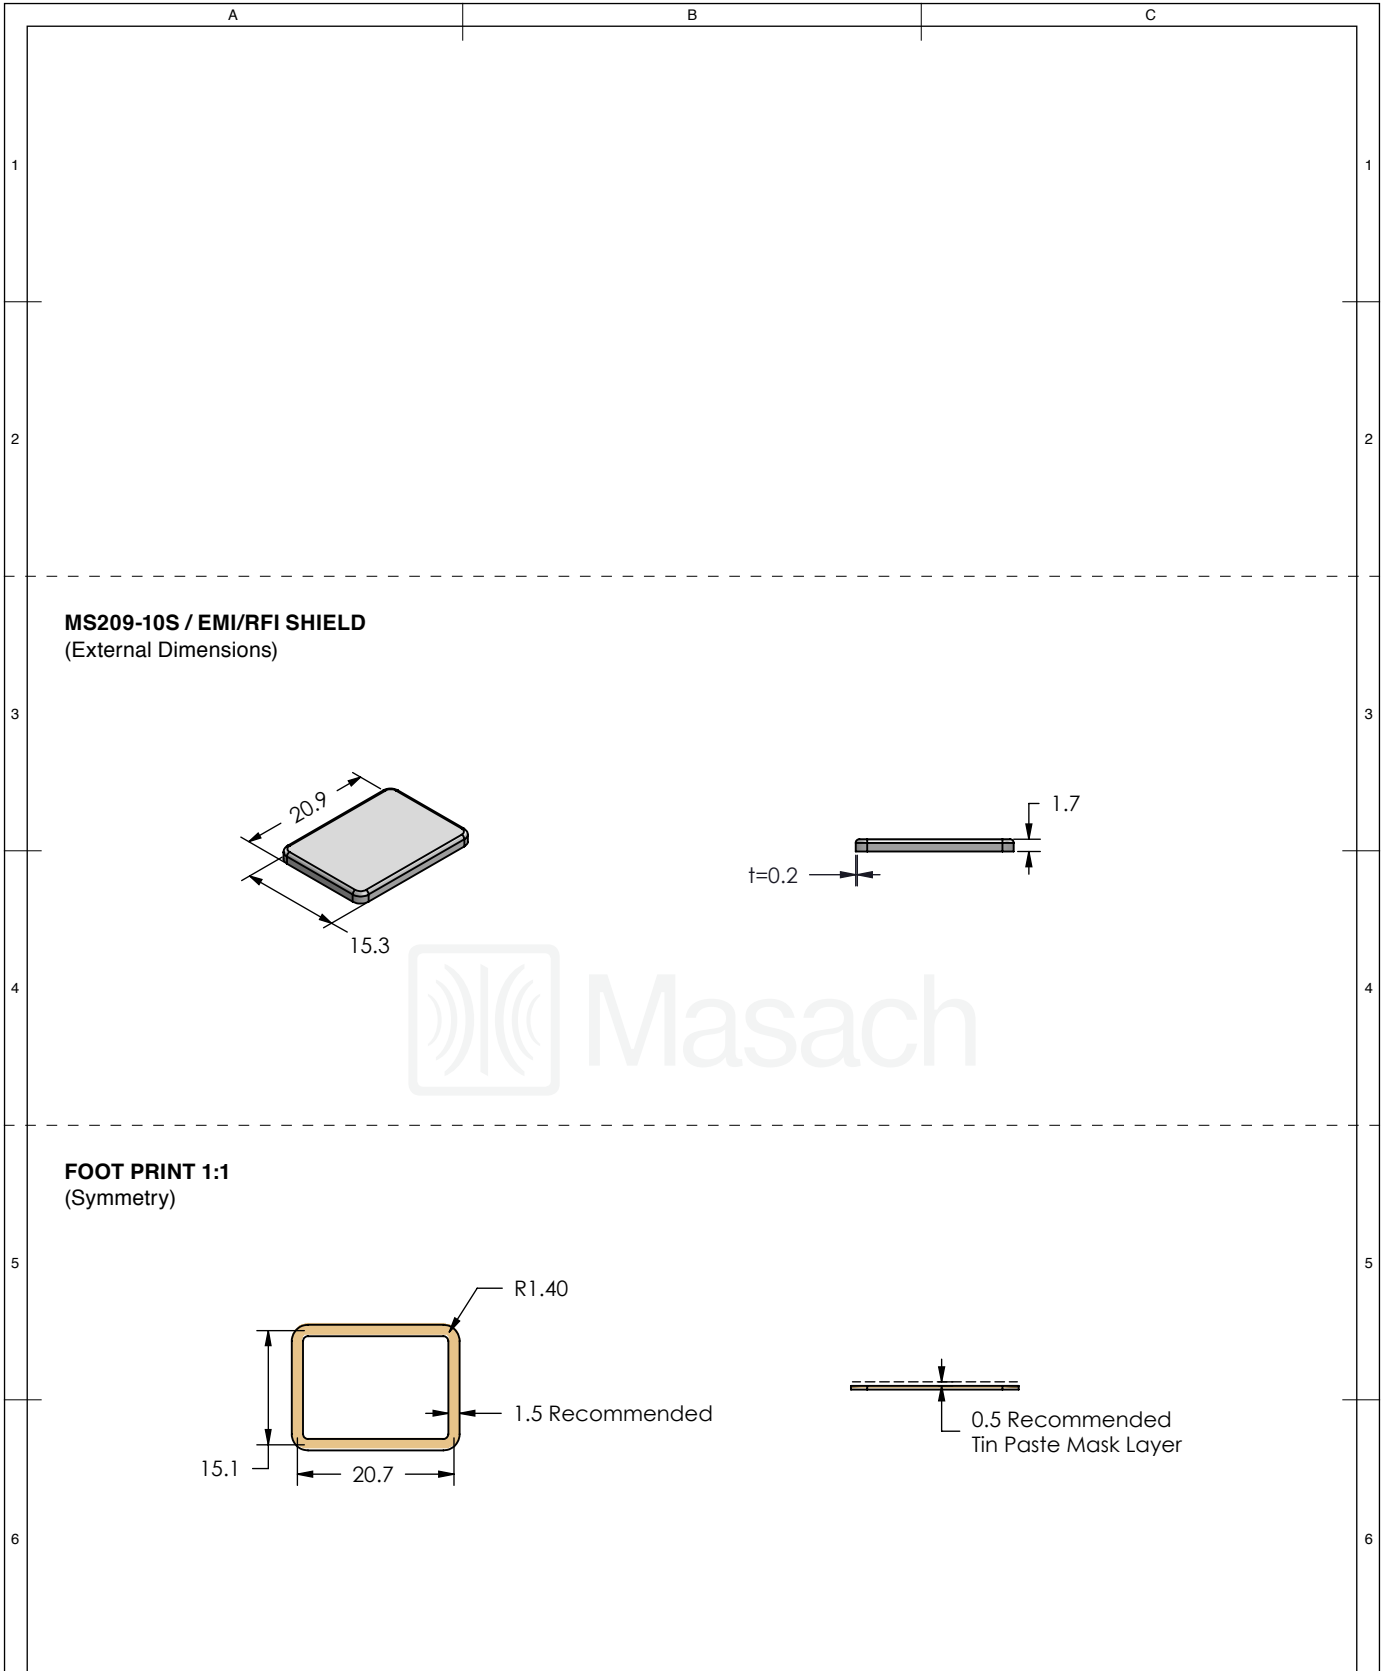 A
B
C
1
1
2
2
MS209-10S / EMI/RFI SHIELD
(External Dimensions)
3
3
20.9
1.7
t=0.2
15.3
4
Masach
4
FOOT PRINT 1:1
(Symmetry)
5
5
R1.40
1.5 Recommended
0.5 Recommended
Tin Paste Mask Layer
15.1
20.7
6
6